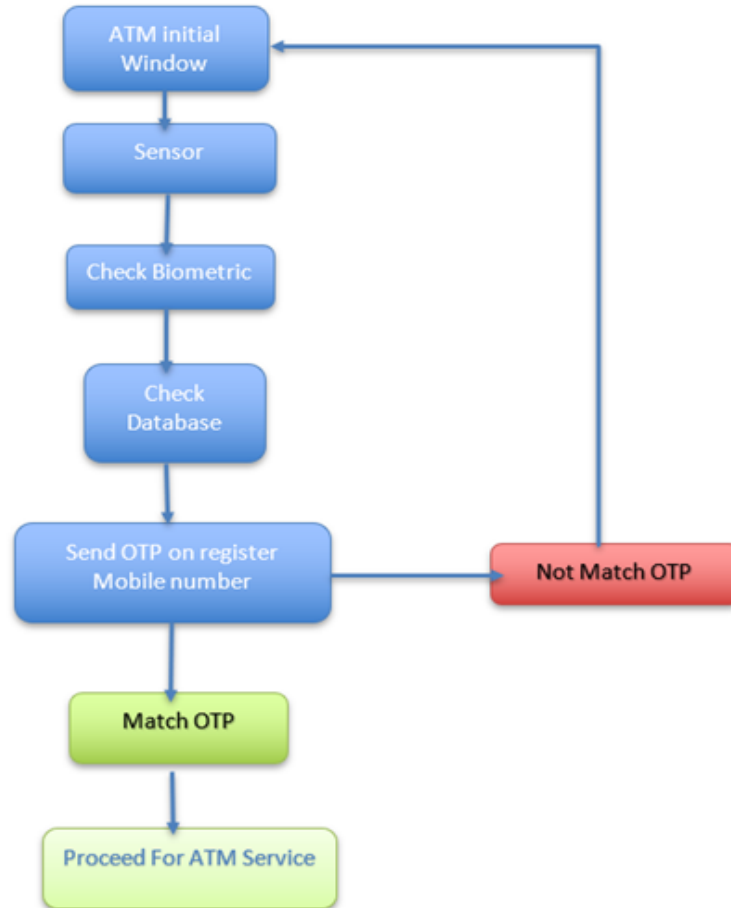 ATM initial
Window
Sensor
Check Biometric
Check
Database
Send OTP on register
Mobile number
Not Match OTP
Match OTP
Proceed For ATM Service